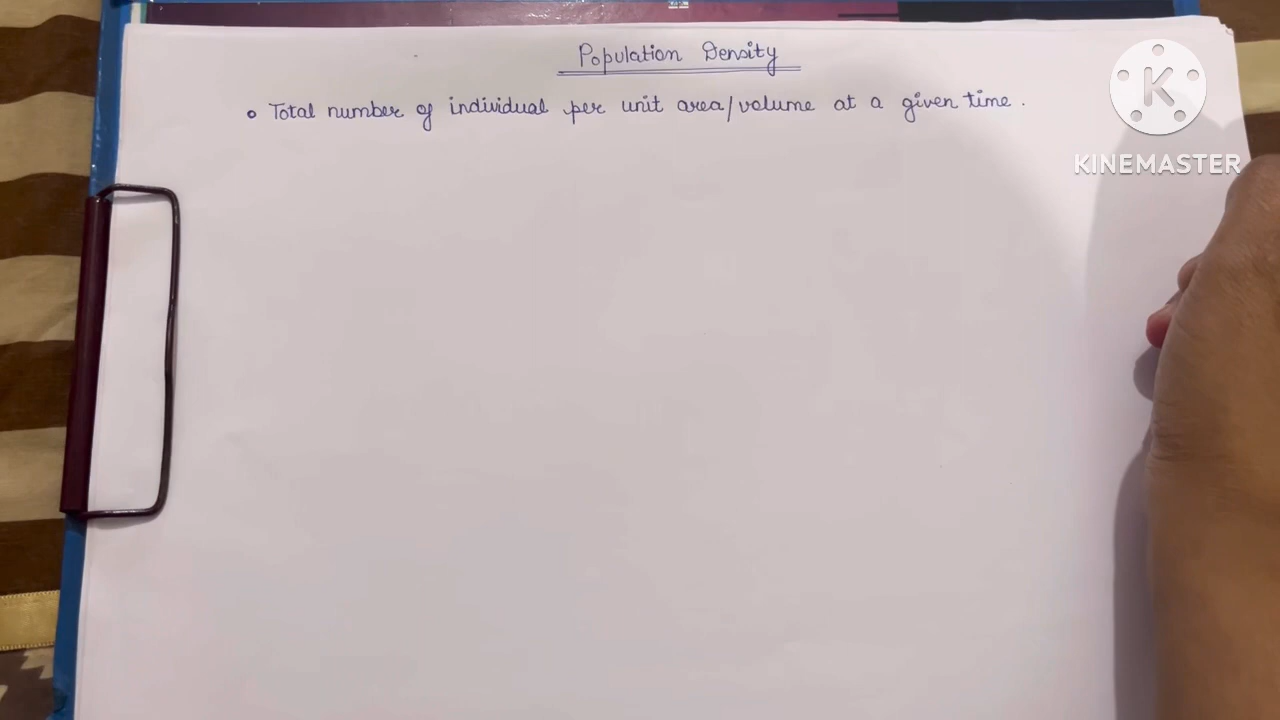 Population Density
Total number of individual per unit area/volume at a given time.
KINEMASTER